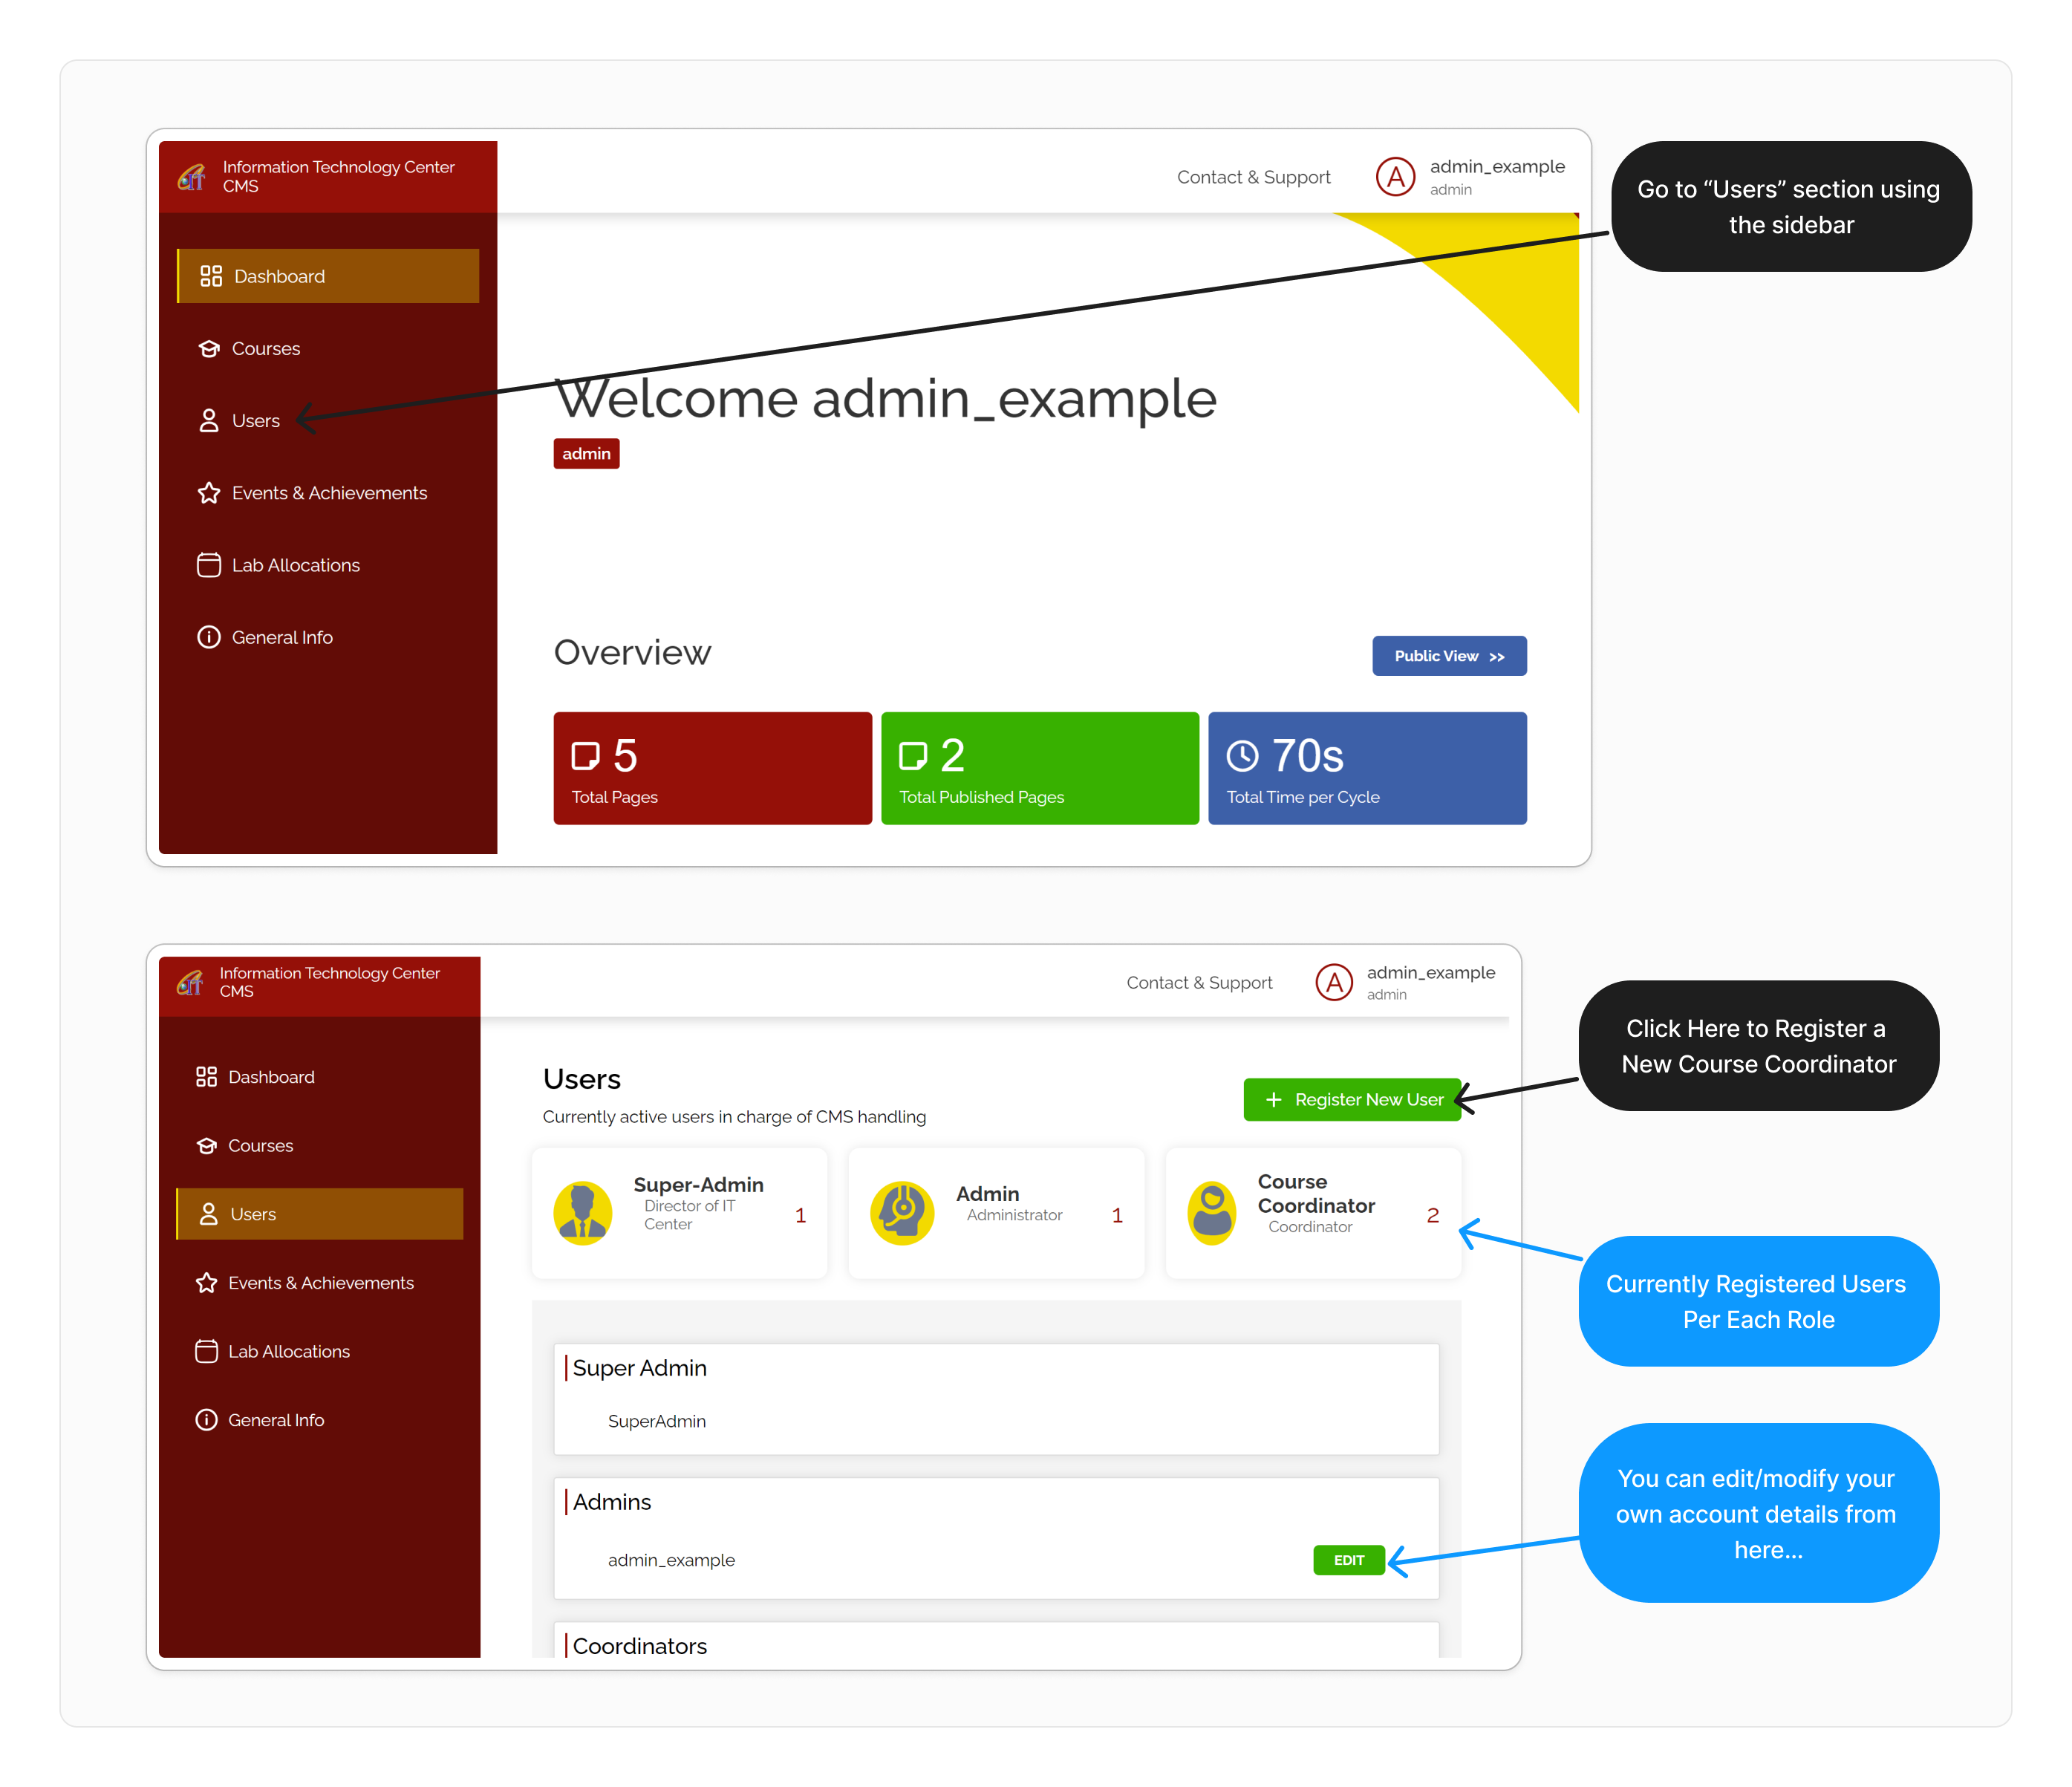 Information Technology Center
CMS
Contact & Support
A
admin_example
admin
Go to “Users” section using
the sidebar
Dashboard
Courses
Users
Events & Achievements
Lab Allocations
General Info
Welcome admin_example
admin
Overview
Public View >>
5
Total Pages
2
Total Published Pages
70s
Total Time per Cycle
Information Technology Center
CMS
Contact & Support
A
admin_example
admin
Dashboard
Courses
Users
Events & Achievements
Lab Allocations
General Info
Users
Currently active users in charge of CMS handling
+ Register New User
Click Here to Register a
New Course Coordinator
Super-Admin
Director of IT
Center
1
Admin
Administrator
1
Course
Coordinator
Coordinator
2
Currently Registered Users
Per Each Role
Super Admin
SuperAdmin
Admins
admin_example
EDIT
You can edit/modify your
own account details from
here...
Coordinators